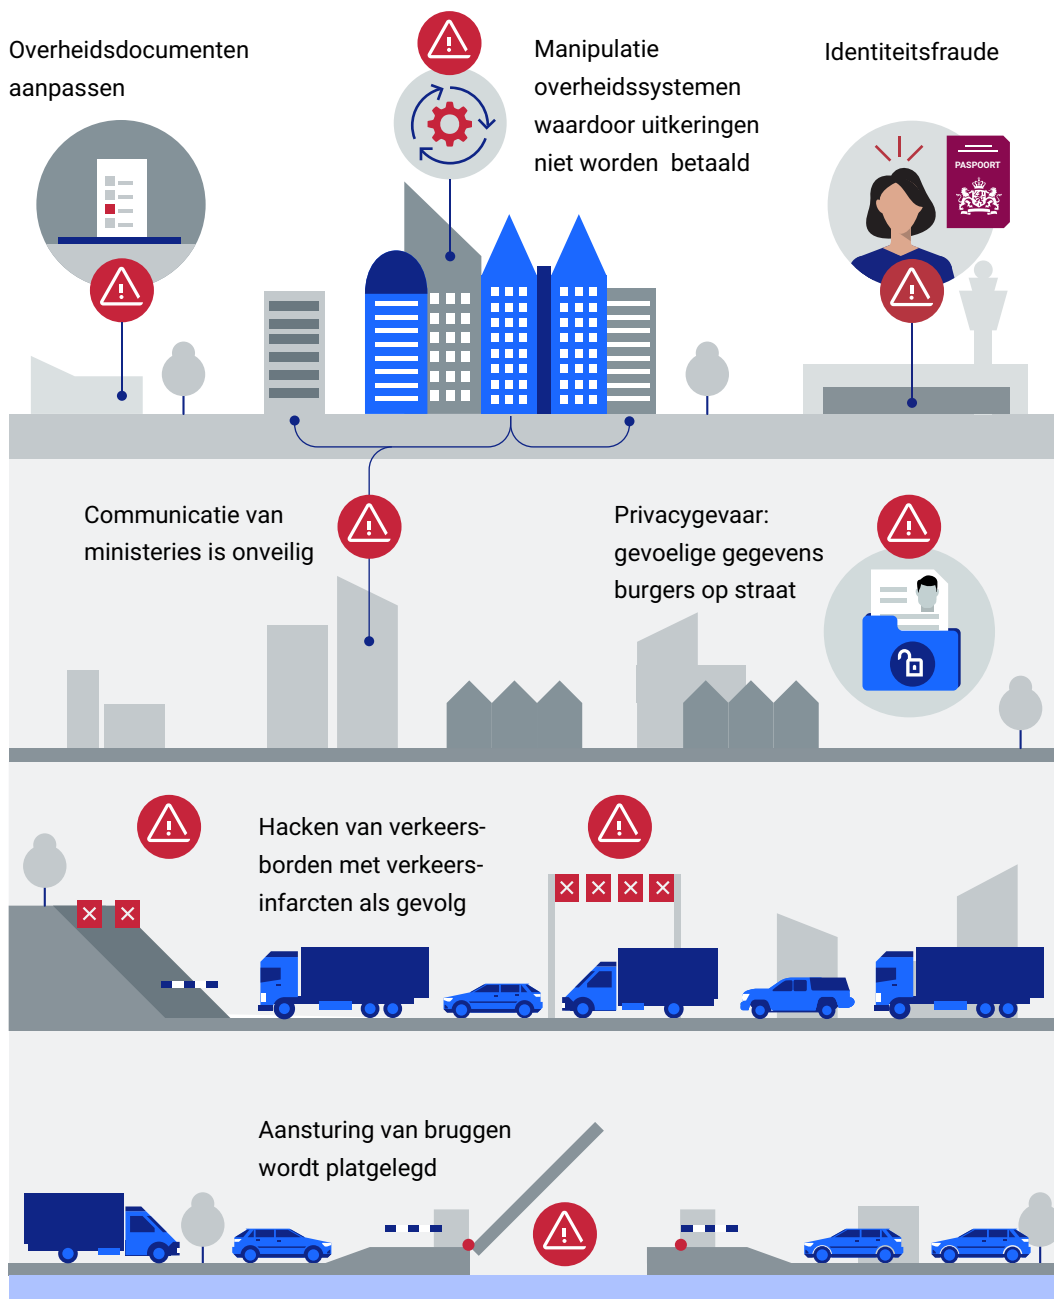 Overheidsdocumenten
aanpassen
Manipulatie
overheidssystemen
waardoor uitkeringen
niet worden betaald
Identiteitsfraude
PASPOORT
Communicatie van
ministeries is onveilig
Privacygevaar:
gevoelige gegevens
burgers op straat
Hacken van verkeers-
borden met verkeers-
infarcten als gevolg
Aansturing van bruggen
wordt platgelegd